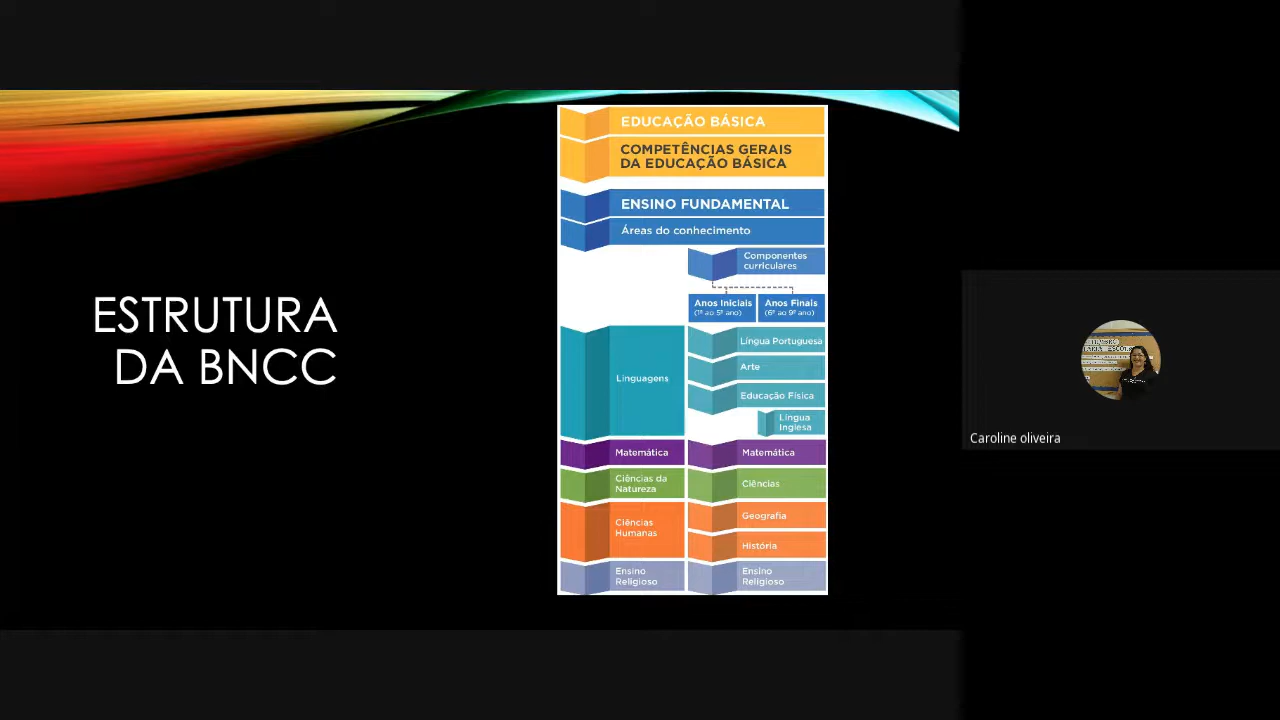 ESTRUTURA
DA BNCC
EDUCAÇÃO BÁSICA
COMPETÊNCIAS GERAIS
DA EDUCAÇÃO BÁSICA
ENSINO FUNDAMENTAL
Áreas do conhecimento
Componentes
curriculares
Anos Iniciais
(1º ao 5º ano)
Anos Finais
(6º ao 9º ano)
Linguagens
Língua Portuguesa
Arte
Educação Física
Língua
Inglesa
Matemática
Matemática
Ciências da
Natureza
Ciências
Ciências
Humanas
Geografia
História
Ensino
Religioso
Ensino
Religioso
Caroline oliveira